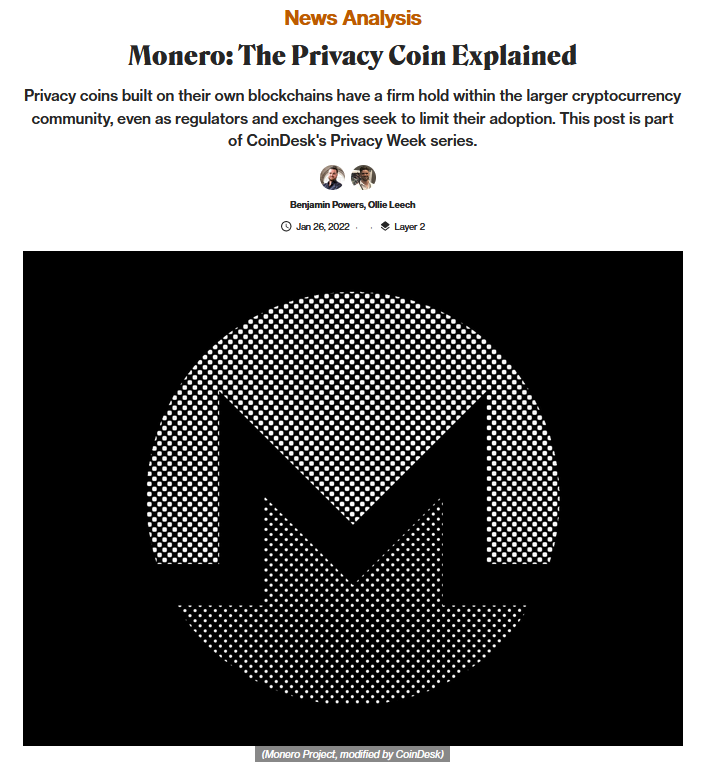 News Analysis
Monero: The Privacy Coin Explained
Privacy coins built on their own blockchains have a firm hold within the larger cryptocurrency
community, even as regulators and exchanges seek to limit their adoption. This post is part
of CoinDesk's Privacy Week series.
Benjamin Powers, Ollie Leech
Jan 26, 2022 · · Layer 2
(Monero Project, modified by CoinDesk)